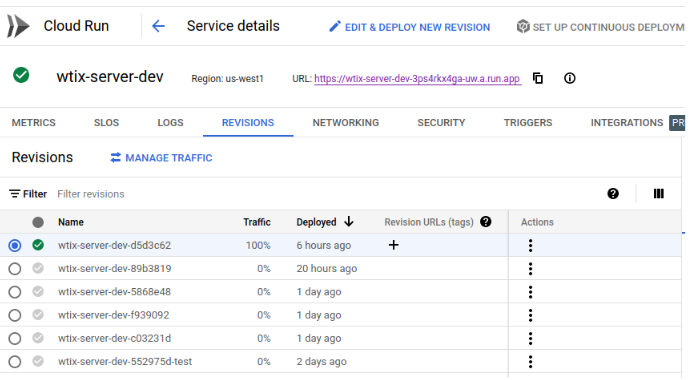 Cloud Run
Service details
EDIT & DEPLOY NEW REVISION
SET UP CONTINUOUS DEPLOYM
wtix-server-dev
Region: us-west1
URL: https://wtix-server-dev-3ps4rkx4ga-uw.a.run.app
METRICS SLOS LOGS REVISIONS NETWORKING SECURITY TRIGGERS INTEGRATIONS PR
Revisions
MANAGE TRAFFIC
Filter Filter revisions
Name Traffic Deployed Revision URLs (tags) Actions
wtix-server-dev-d5d3c62 100% 6 hours ago
wtix-server-dev-89b3819 0% 20 hours ago
wtix-server-dev-5868e48 0% 1 day ago
wtix-server-dev-f939092 0% 1 day ago
wtix-server-dev-c03231d 0% 1 day ago
wtix-server-dev-552975d-test 0% 2 days ago